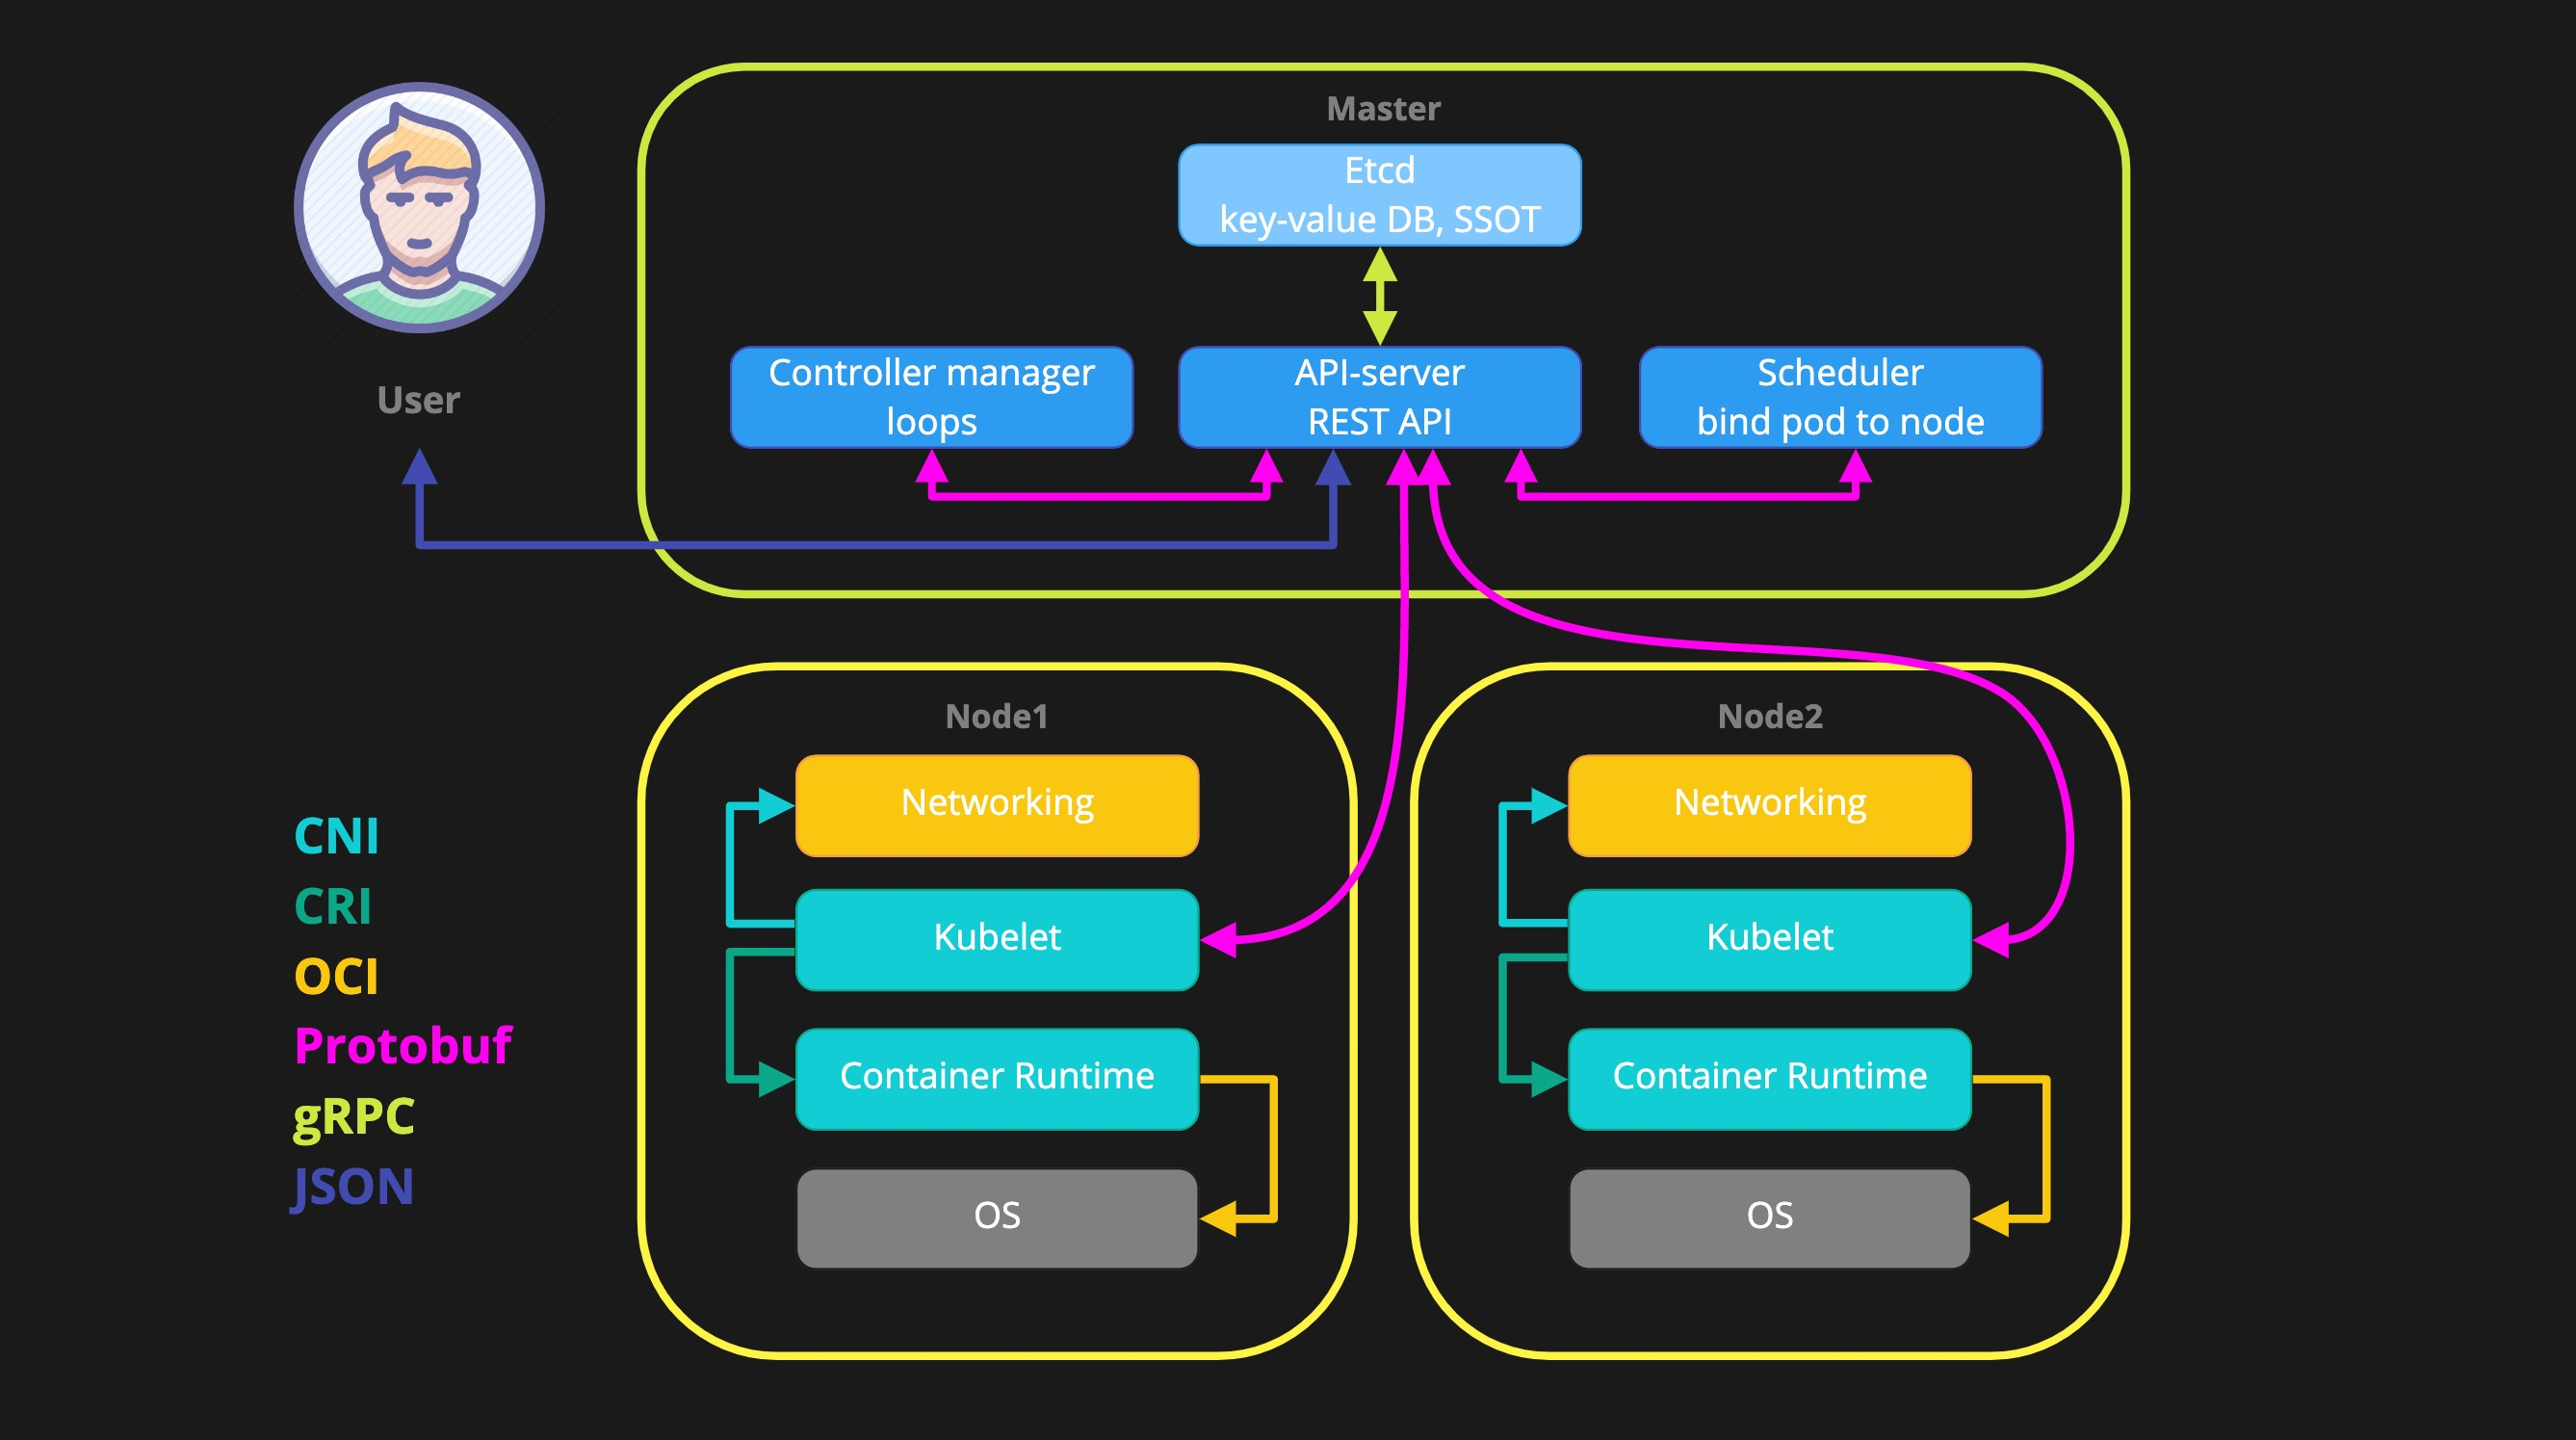 Master
Etcd
key-value DB, SSOT
Controller manager
loops
API-server
REST API
Scheduler
bind pod to node
User
Node1
Networking
Kubelet
Container Runtime
OS
Node2
Networking
Kubelet
Container Runtime
OS
CNI
CRI
OCI
Protobuf
gRPC
JSON